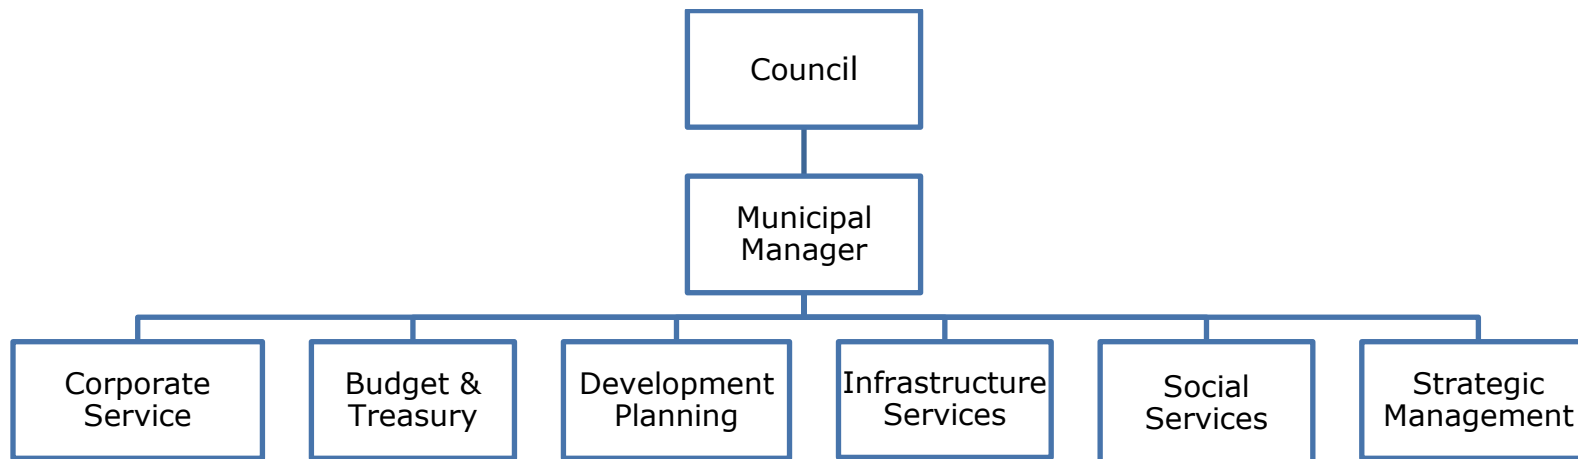 Council
Municipal
Manager
Corporate
Service
Budget &
Treasury
Development
Planning
Infrastructure
Services
Social
Services
Strategic
Management